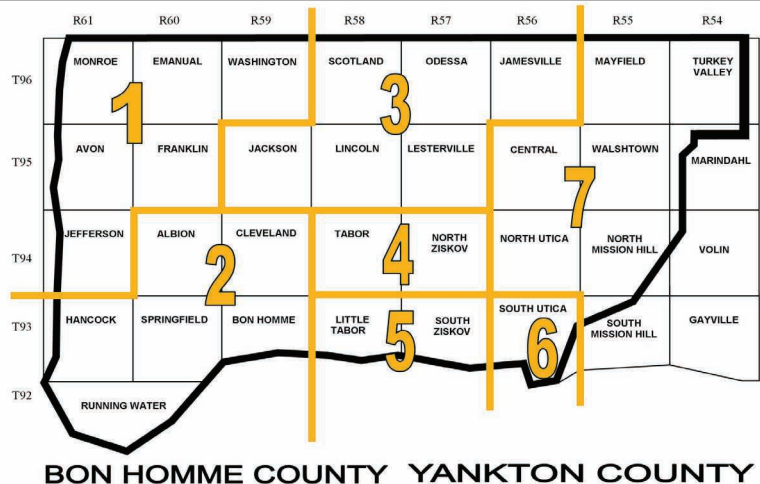 R61 R60 R59 R58 R57 R56 R55 R54
T96
MONROE
EMANUAL
WASHINGTON
SCOTLAND
ODESSA
JAMESVILLE
MAYFIELD
TURKEY
VALLEY
1
3
T95
AVON
FRANKLIN
JACKSON
LINCOLN
LESTERVILLE
CENTRAL
WALSHTOWN
MARINDAHL
7
T94
JEFFERSON
ALBION
CLEVELAND
TABOR
NORTH
ZISKOV
NORTH UTICA
NORTH
MISSION HILL
VOLIN
2
4
T93
HANCOCK
SPRINGFIELD
BON HOMME
LITTLE
TABOR
SOUTH
ZISKOV
SOUTH UTICA
SOUTH
MISSION HILL
GAYVILLE
5
6
T92
RUNNING WATER
BON HOMME COUNTY YANKTON COUNTY